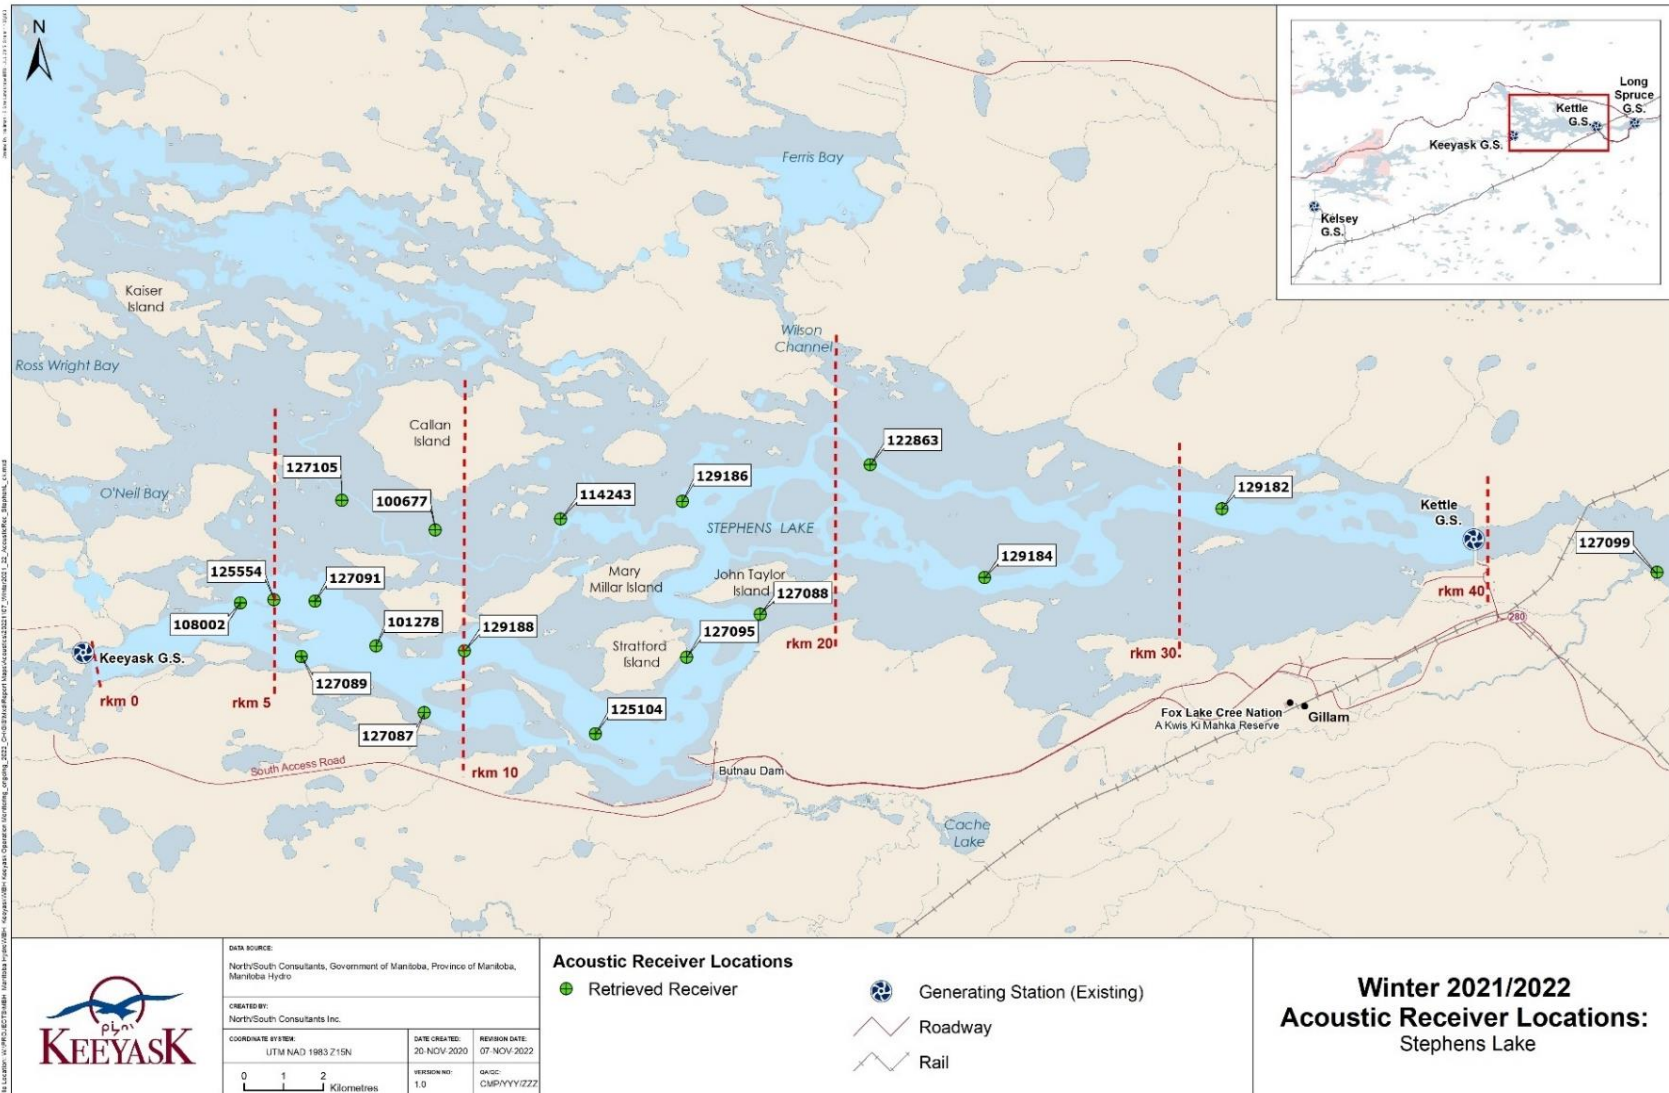 N
Ferris Bay
Kaiser
Island
Ross Wright Bay
Wilson
Channel
Callan
Island
O'Neil Bay
127105
100677
114243
129186
122863
129182
STEPHENS LAKE
Kettle
G.S.
127099
125554
127091
129184
Mary
Millar Island
John Taylor
Island
127088
108002
101278
129188
127095
rkm 40
280
Keeyask G.S.
Stratford
Island
rkm 20
rkm 30
127089
rkm 0
rkm 5
127087
125104
Fox Lake Cree Nation
A Kwis Ki Mahka Reserve
Gillam
South Access Road
rkm 10
Butnau Dam
Cache
Lake
Long
Spruce
G.S.
Kettle
G.S.
Keeyask G.S.
Kelsey
G.S.
KEEYASK
DATA SOURCE:
North/South Consultants, Government of Manitoba, Province of Manitoba,
Manitoba Hydro
CREATED BY:
North/South Consultants Inc.
COORDINATE SYSTEM:
UTM NAD 1983 Z15N
DATE CREATED:
20-NOV-2020
REVISION DATE:
07-NOV-2022
0 1 2
Kilometres
VERSION NO:
1.0
QA/QC:
CMP/YYY/ZZZ
Acoustic Receiver Locations
Retrieved Receiver
Generating Station (Existing)
Roadway
Rail
Winter 2021/2022
Acoustic Receiver Locations:
Stephens Lake